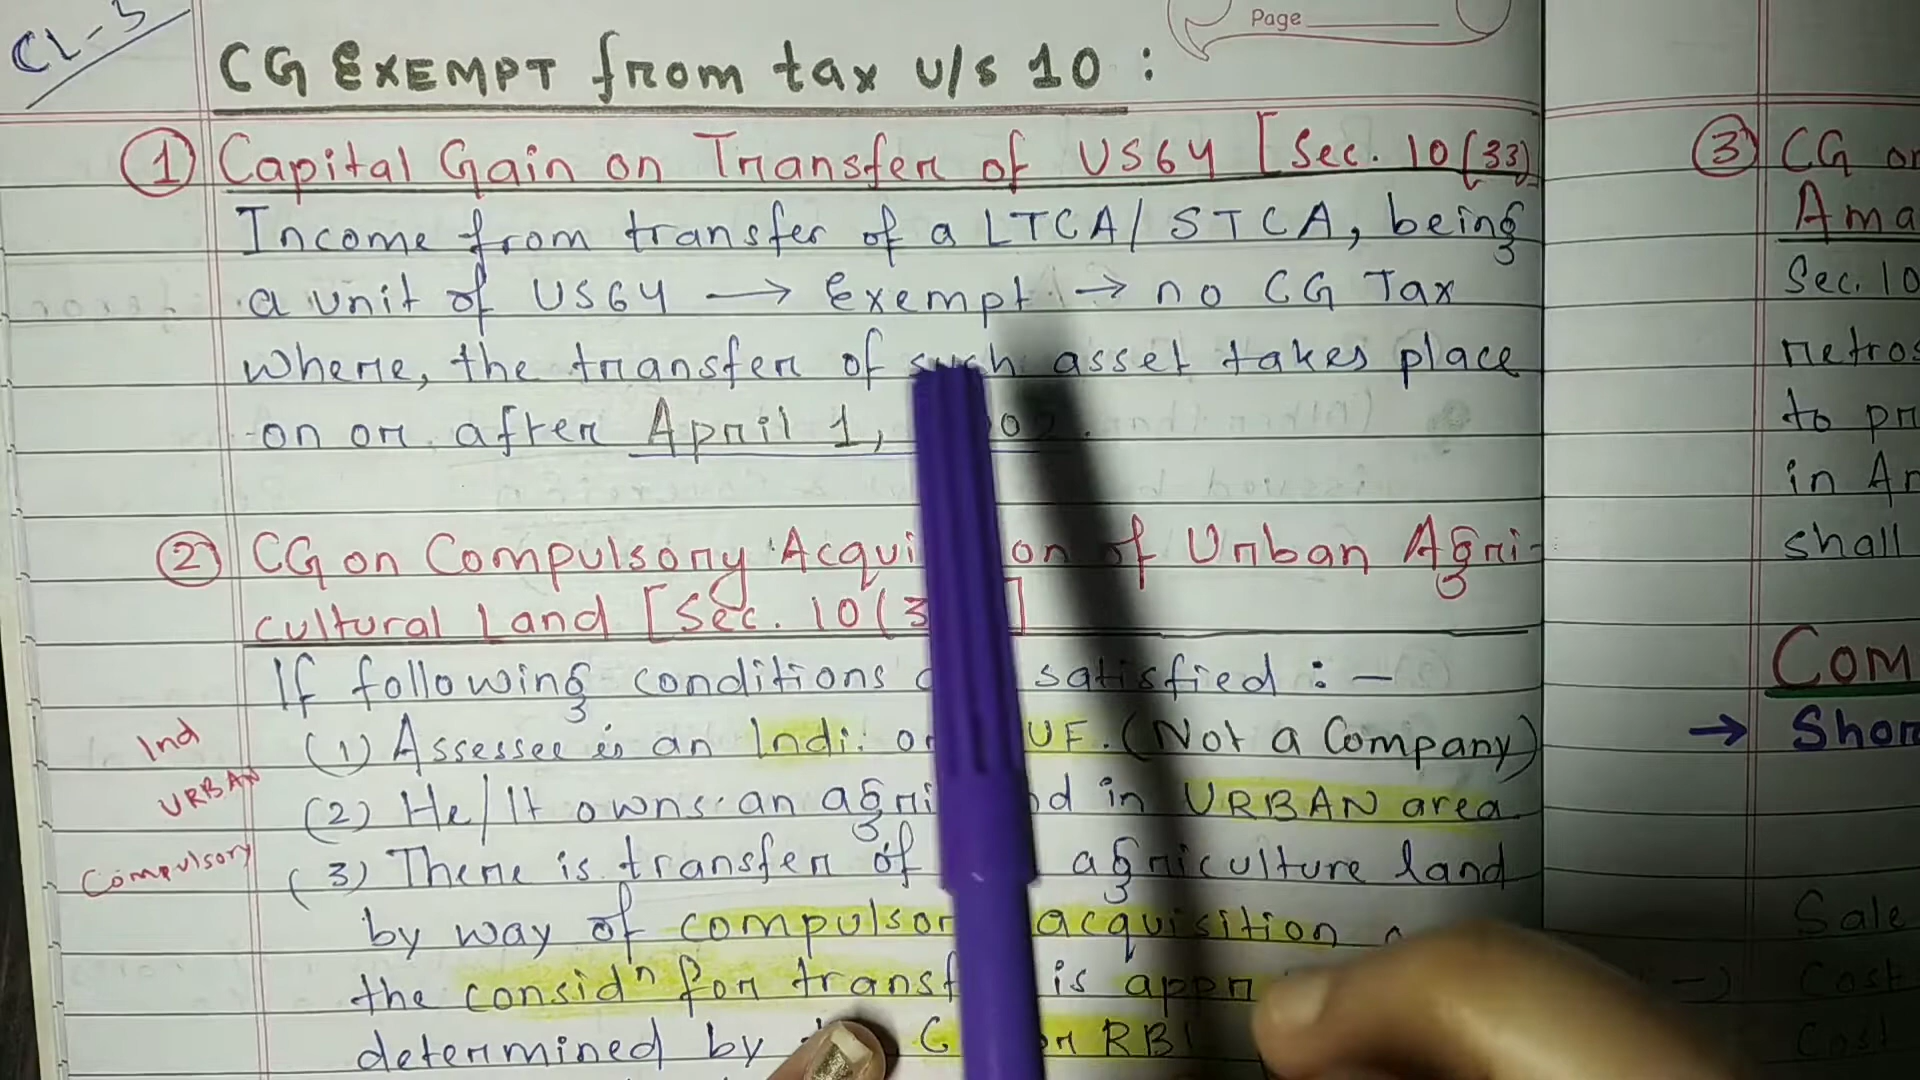 CL-5
Page
CG EXEMPT from tax u/s 10 :
① Capital Gain on Transfer of US64 [Sec. 10(33)
Income from transfer of a LTCA/ STCA, being
a unit of US64 → Exempt → no CG Tax
where, the transfer of such asset takes place
on or after April 1,
② CG on Compulsory Acqui on of Urban Agri-
cultural Land [Sec. 10(3 ]
If following conditions satisfied : –
Ind
(1) Assessee is an Indi. or UF. (Not a Company)
URBAN
(2) He/It owns an agri d in URBAN area
Compulsory
(3) There is transfer of agriculture land
by way of compulsor acquisition
the considn for transf is appr
determined by C or RBI
③ CG on
Ama
Sec. 10
retros
to pr
in Ar
shall
Com
→ Shor
Sale
Cost
Cost